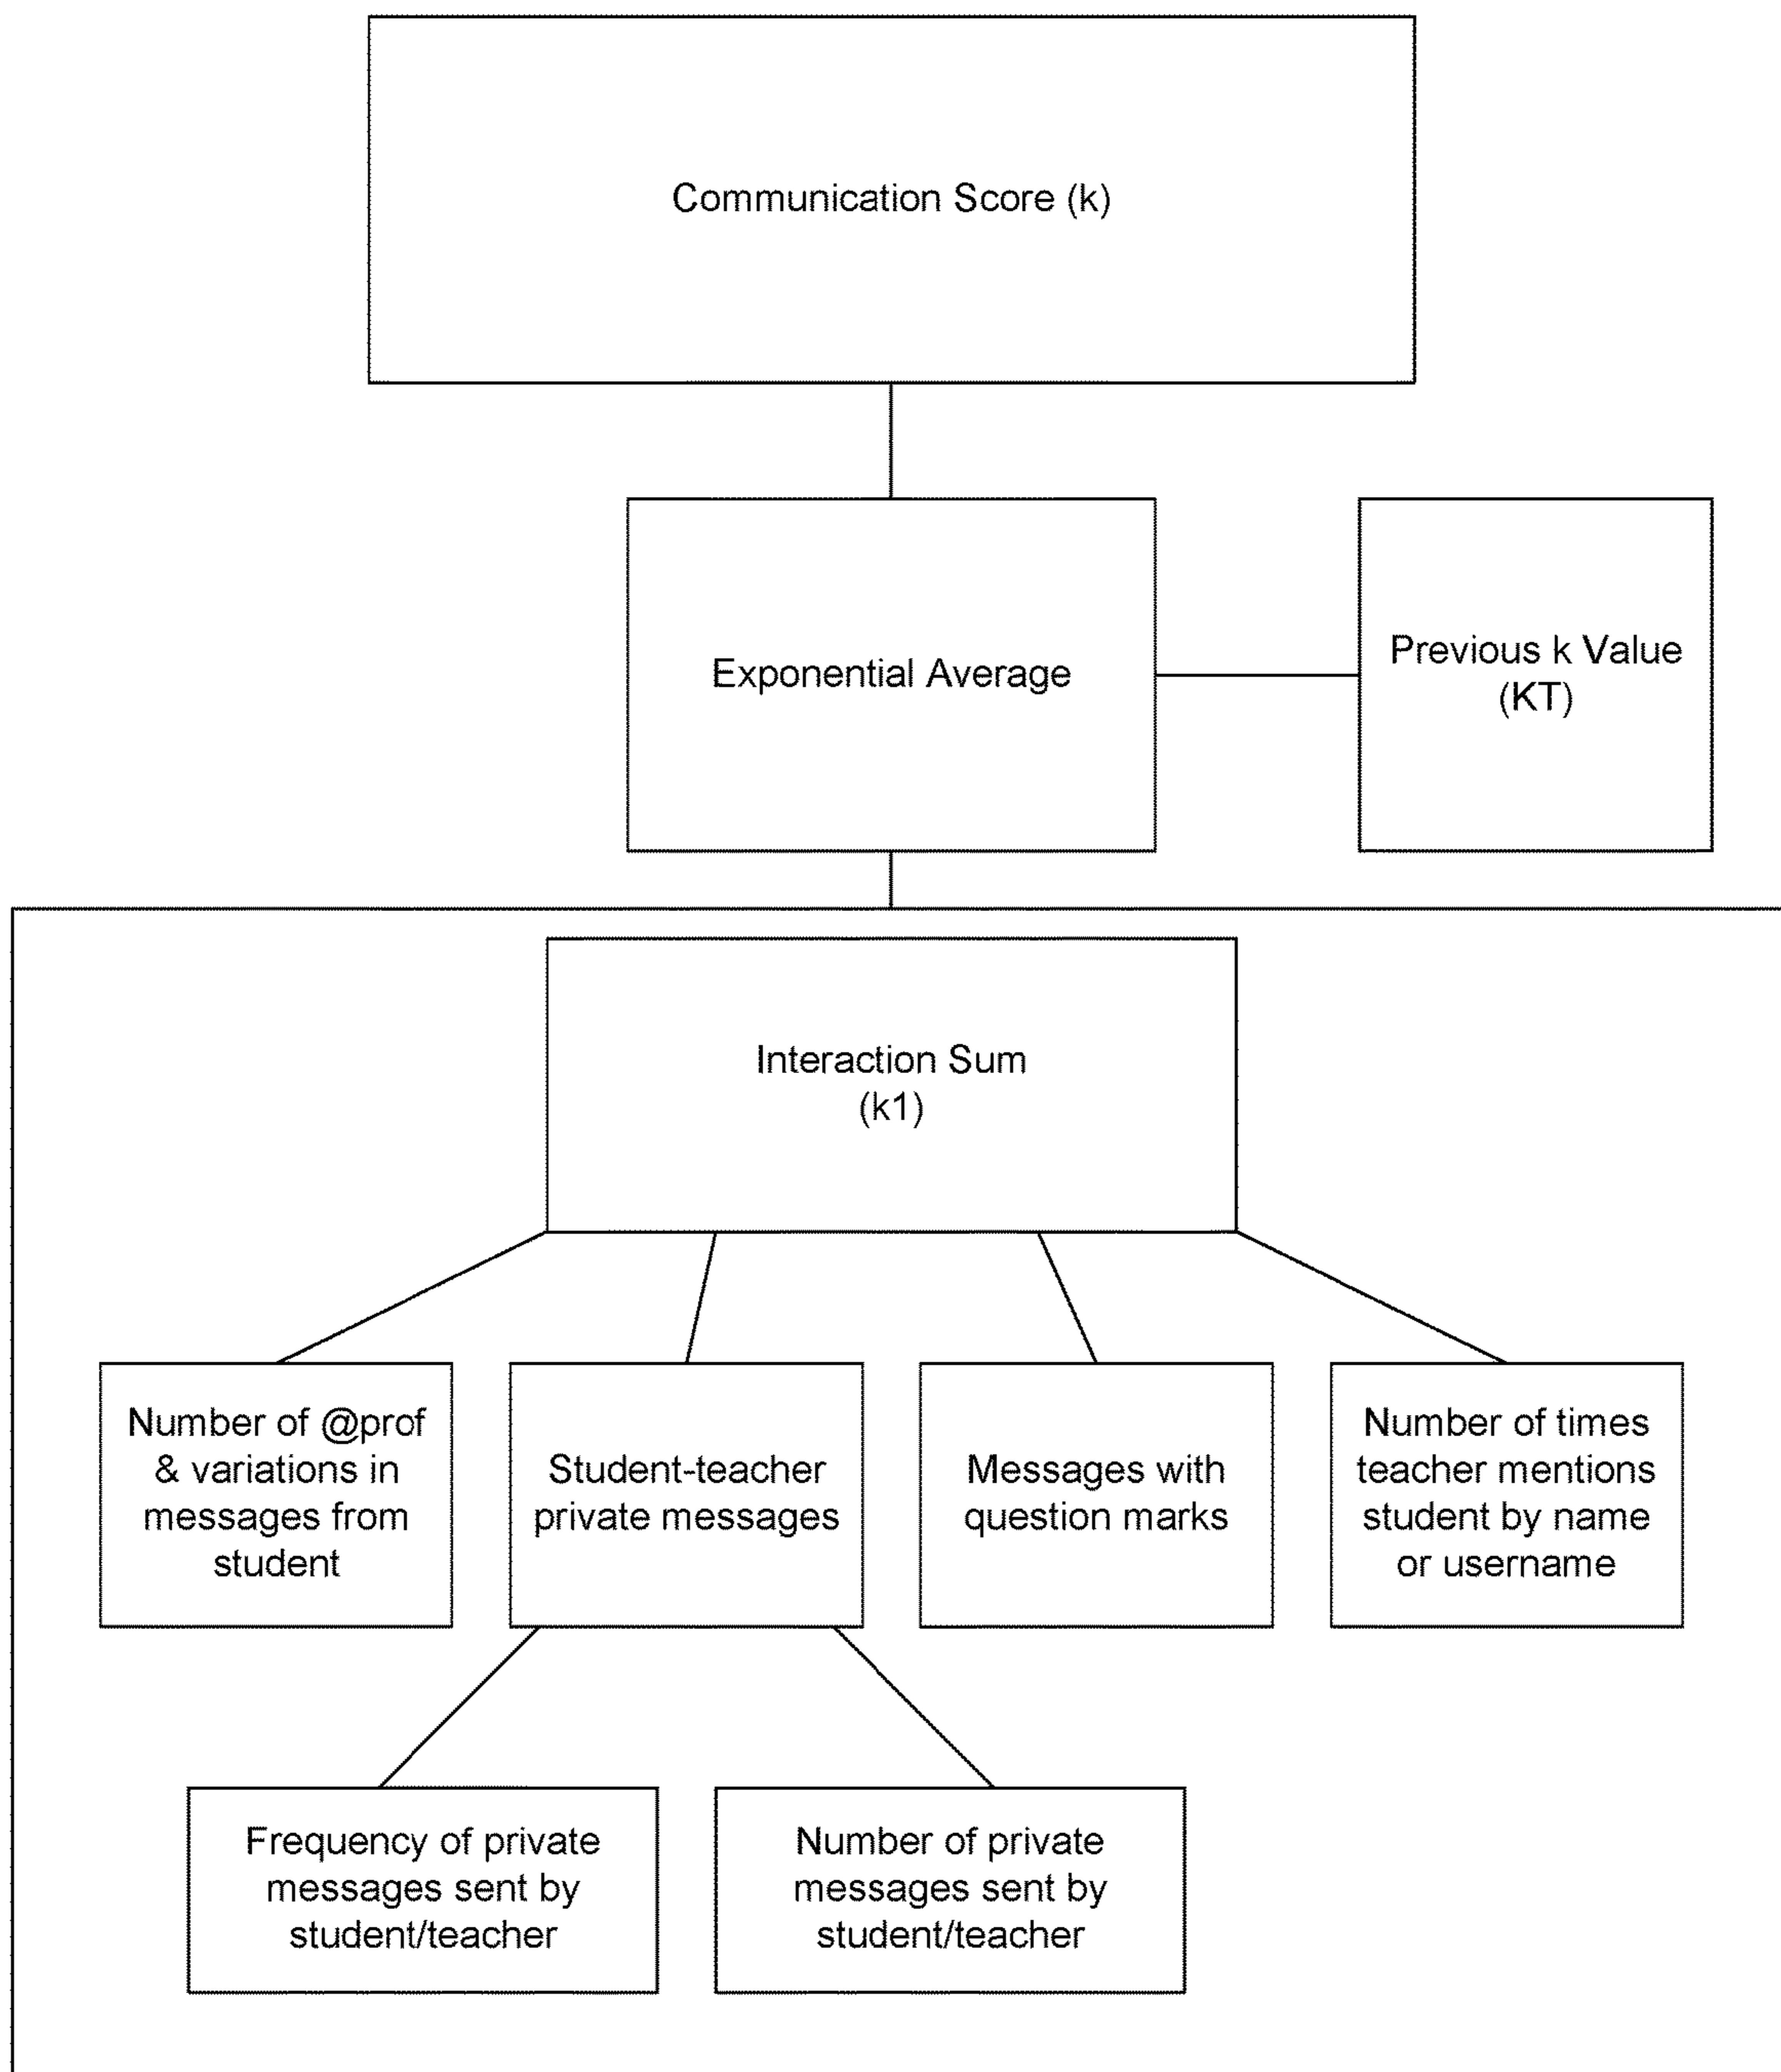 Communication Score (k)
Exponential Average
Previous k Value
(KT)
Interaction Sum
(k1)
Number of @prof
& variations in
messages from
student
Student-teacher
private messages
Messages with
question marks
Number of times
teacher mentions
student by name
or username
Frequency of private
messages sent by
student/teacher
Number of private
messages sent by
student/teacher